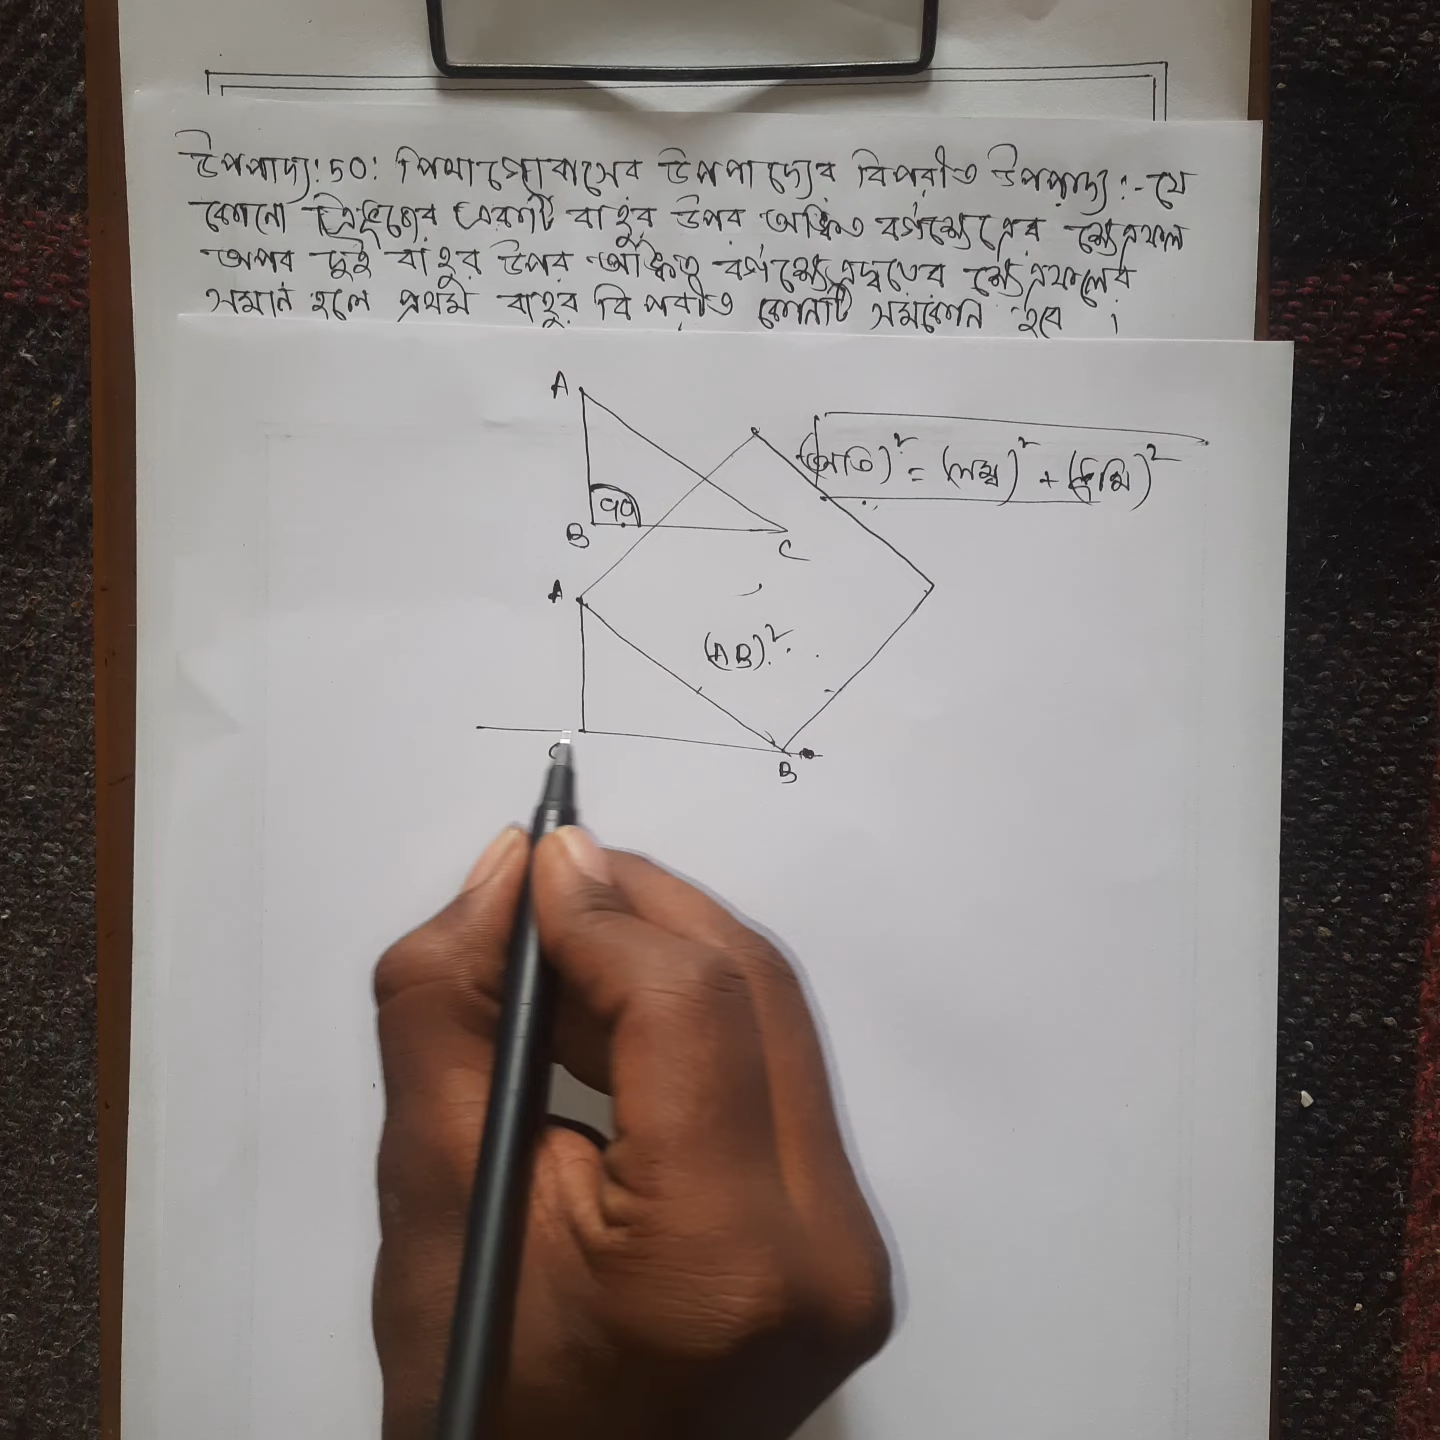 উপপাদ্য:50: পিথাগোরাসের উপপাদ্যের বিপরীত উপপাদ্য:- যে
কোনো ত্রিভুজের একটি বাহুর উপর অঙ্কিত বর্গক্ষেত্রের ক্ষেত্রফল
অপর দুই বাহুর উপর অঙ্কিত বর্গক্ষেত্রদ্বয়ের ক্ষেত্রফলের
সমান হলে প্রথম বাহুর বিপরীত কোনটি সমকোন হবে ।
A
(অতি)² = (লম্ব)² + (ভূমি)²
90
B
C
A
(AB)²
C
B